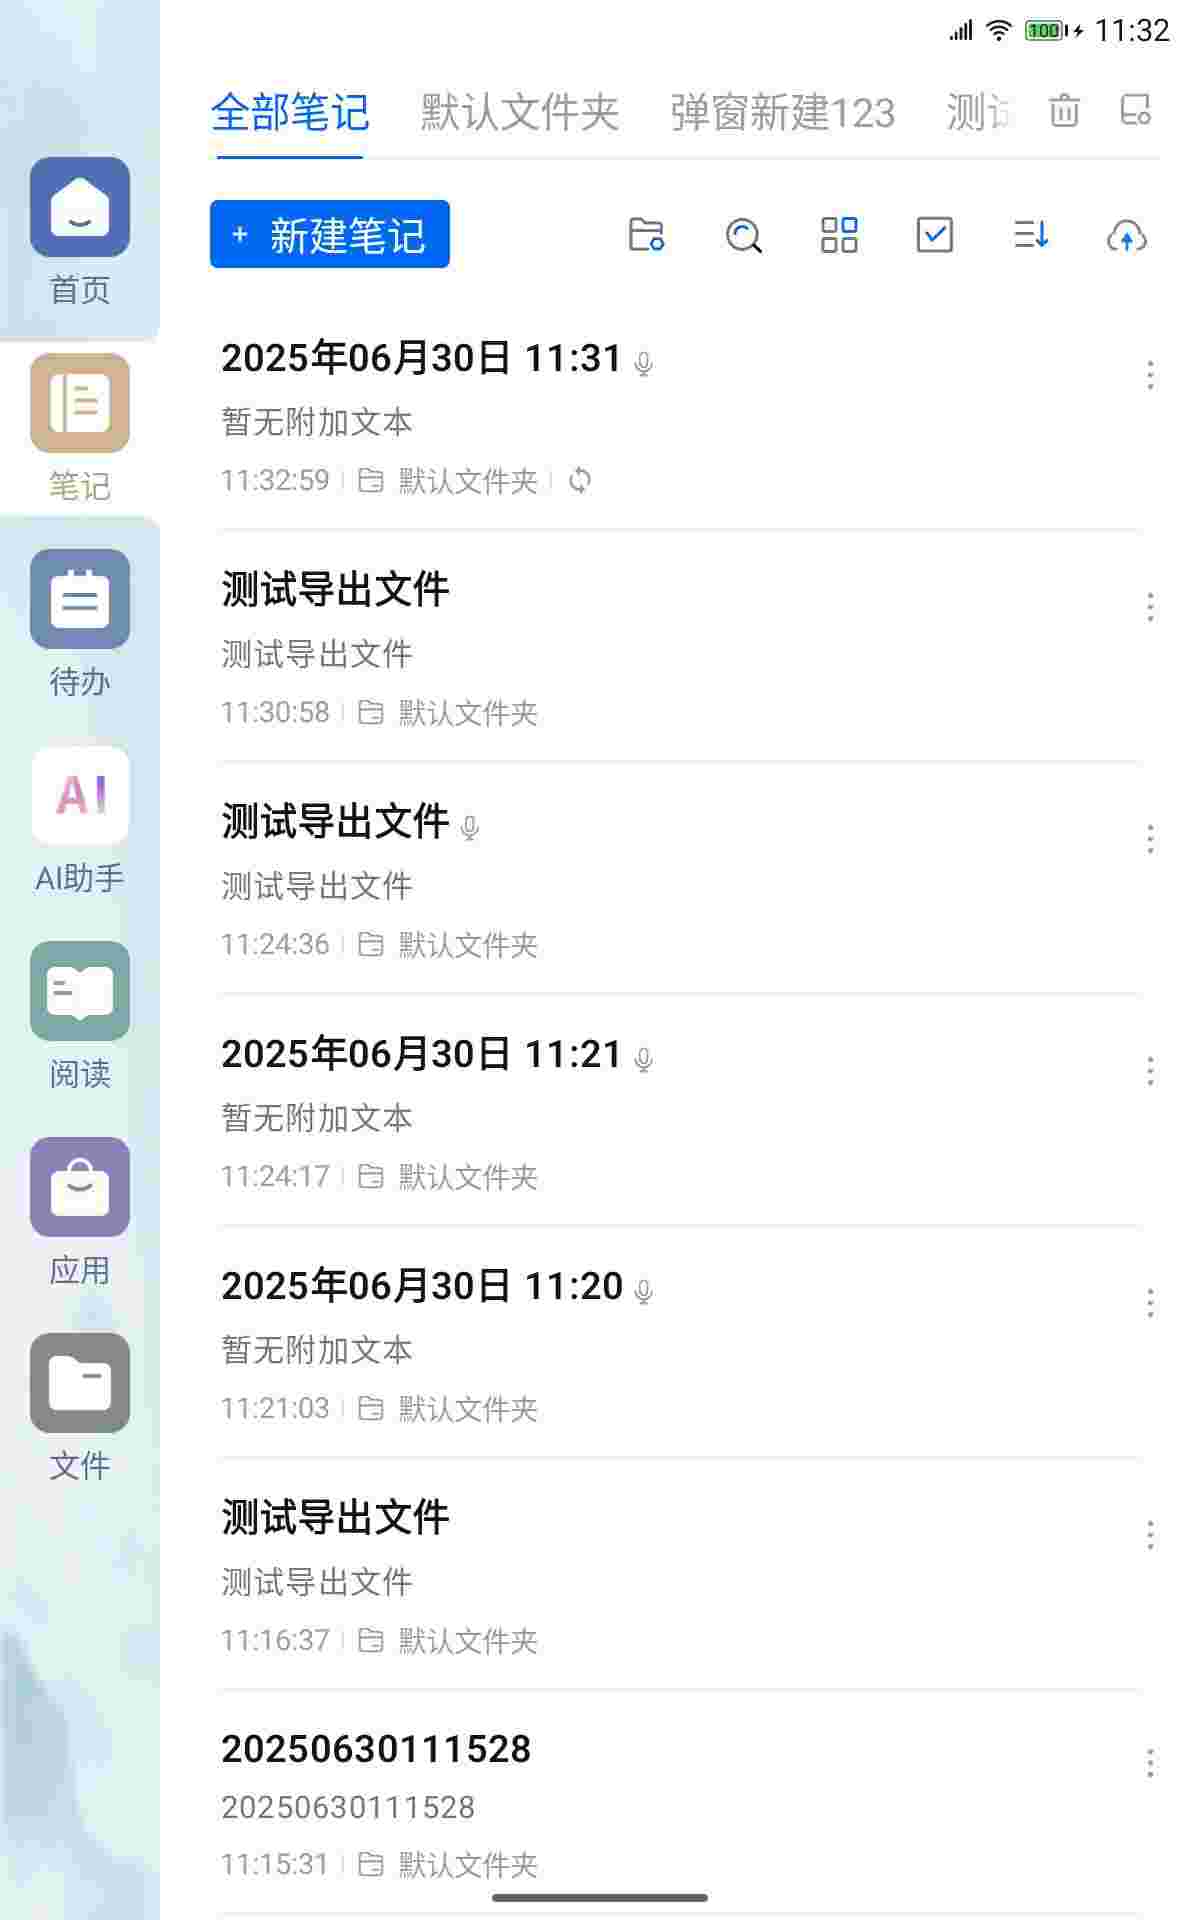 100 11:32
全部笔记 默认文件夹 弹窗新建123 测
+ 新建笔记
首页
笔记
待办
AI
AI助手
阅读
应用
文件
2025年06月30日 11:31
暂无附加文本
11:32:59 默认文件夹
测试导出文件
测试导出文件
11:30:58 默认文件夹
测试导出文件
测试导出文件
11:24:36 默认文件夹
2025年06月30日 11:21
暂无附加文本
11:24:17 默认文件夹
2025年06月30日 11:20
暂无附加文本
11:21:03 默认文件夹
测试导出文件
测试导出文件
11:16:37 默认文件夹
20250630111528
20250630111528
11:15:31 默认文件夹